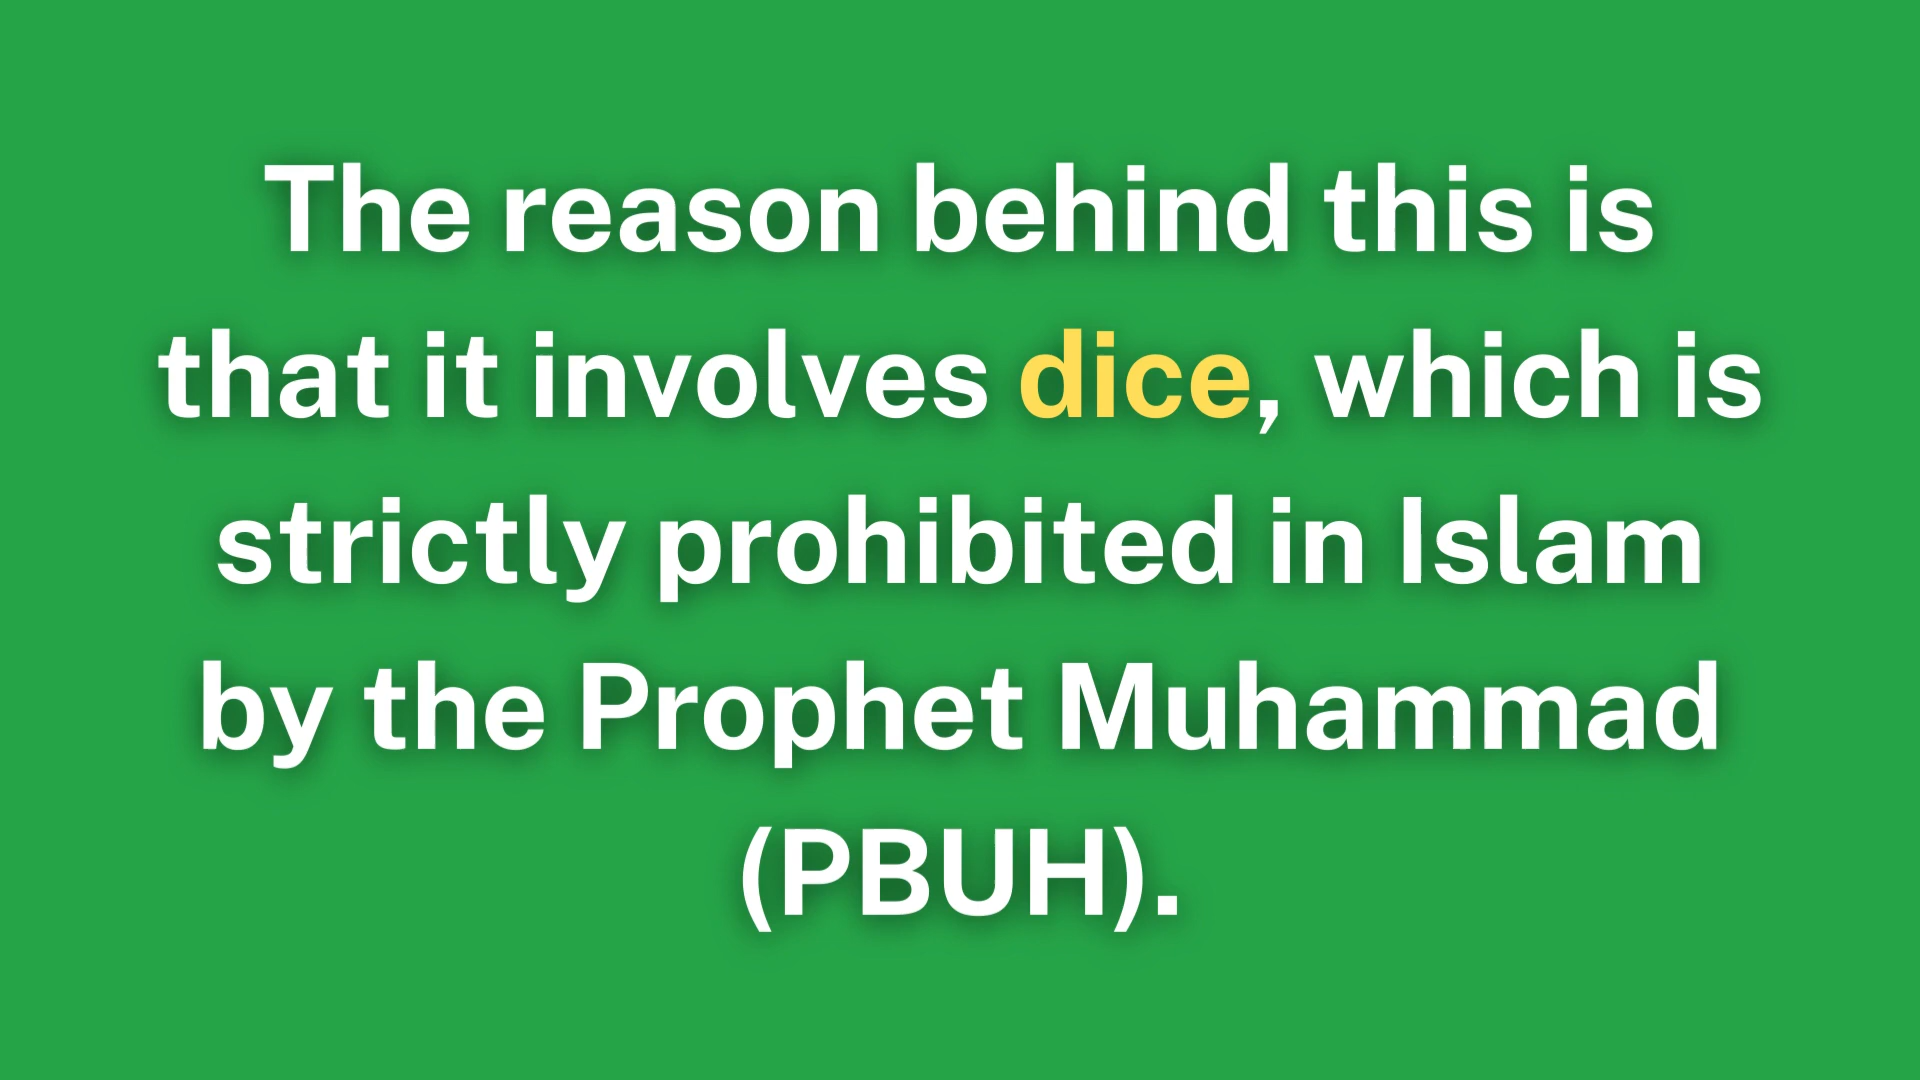 The reason behind this is
that it involves dice, which is
strictly prohibited in Islam
by the Prophet Muhammad
(PBUH).